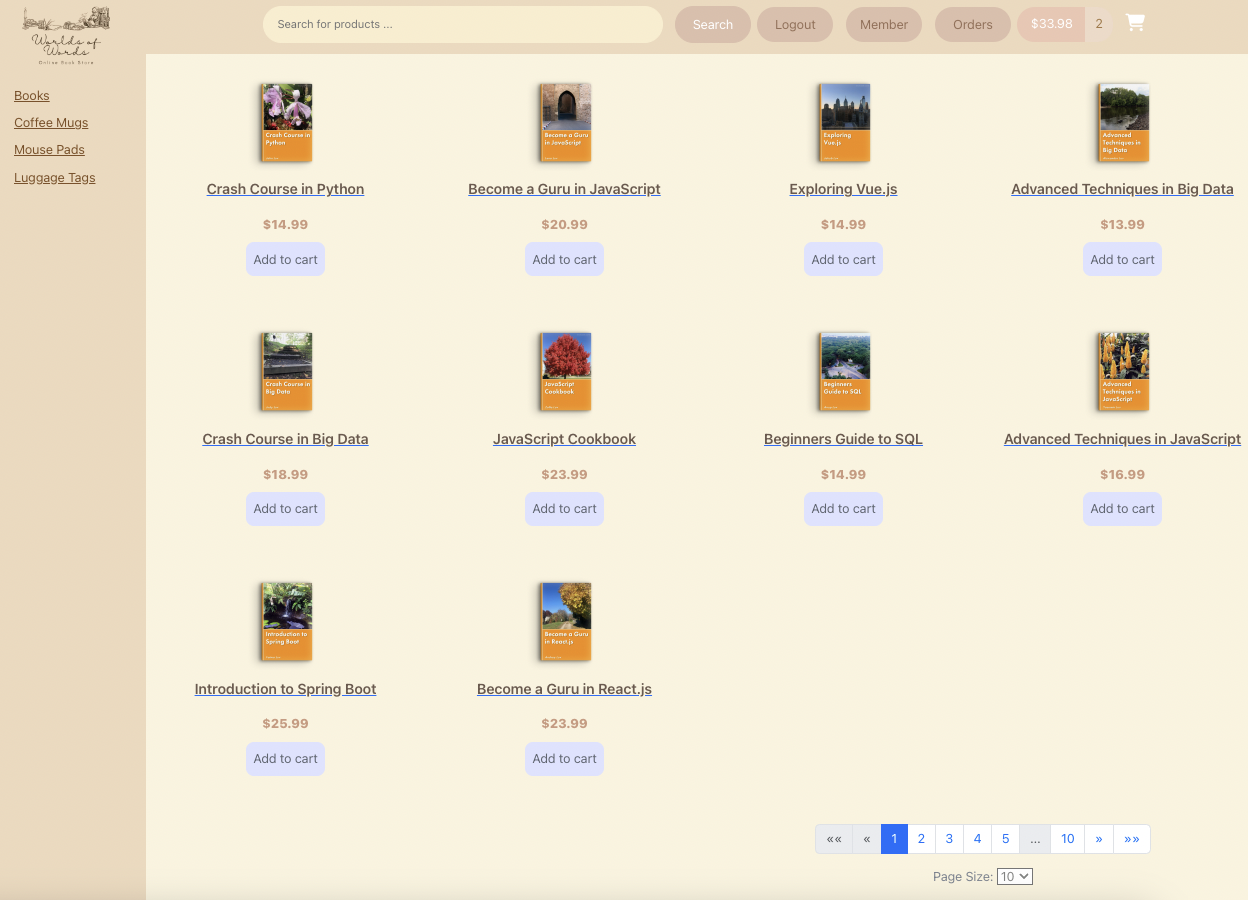 Worlds of
Words
Online Book Store
Search for products ...
Search
Logout
Member
Orders
$33.98
2
Books
Coffee Mugs
Mouse Pads
Luggage Tags
Crash Course in
Python
Crash Course in Python
$14.99
Add to cart
Become a Guru
in JavaScript
Become a Guru in JavaScript
$20.99
Add to cart
Exploring
Vue.js
Exploring Vue.js
$14.99
Add to cart
Advanced
Techniques in
Big Data
Advanced Techniques in Big Data
$13.99
Add to cart
Crash Course in
Big Data
Crash Course in Big Data
$18.99
Add to cart
JavaScript
Cookbook
JavaScript Cookbook
$23.99
Add to cart
Beginners
Guide to SQL
Beginners Guide to SQL
$14.99
Add to cart
Advanced
Techniques in
JavaScript
Advanced Techniques in JavaScript
$16.99
Add to cart
Introduction to
Spring Boot
Introduction to Spring Boot
$25.99
Add to cart
Become a Guru
in React.js
Become a Guru in React.js
$23.99
Add to cart
«« « 1 2 3 4 5 ... 10 » »»
Page Size: 10